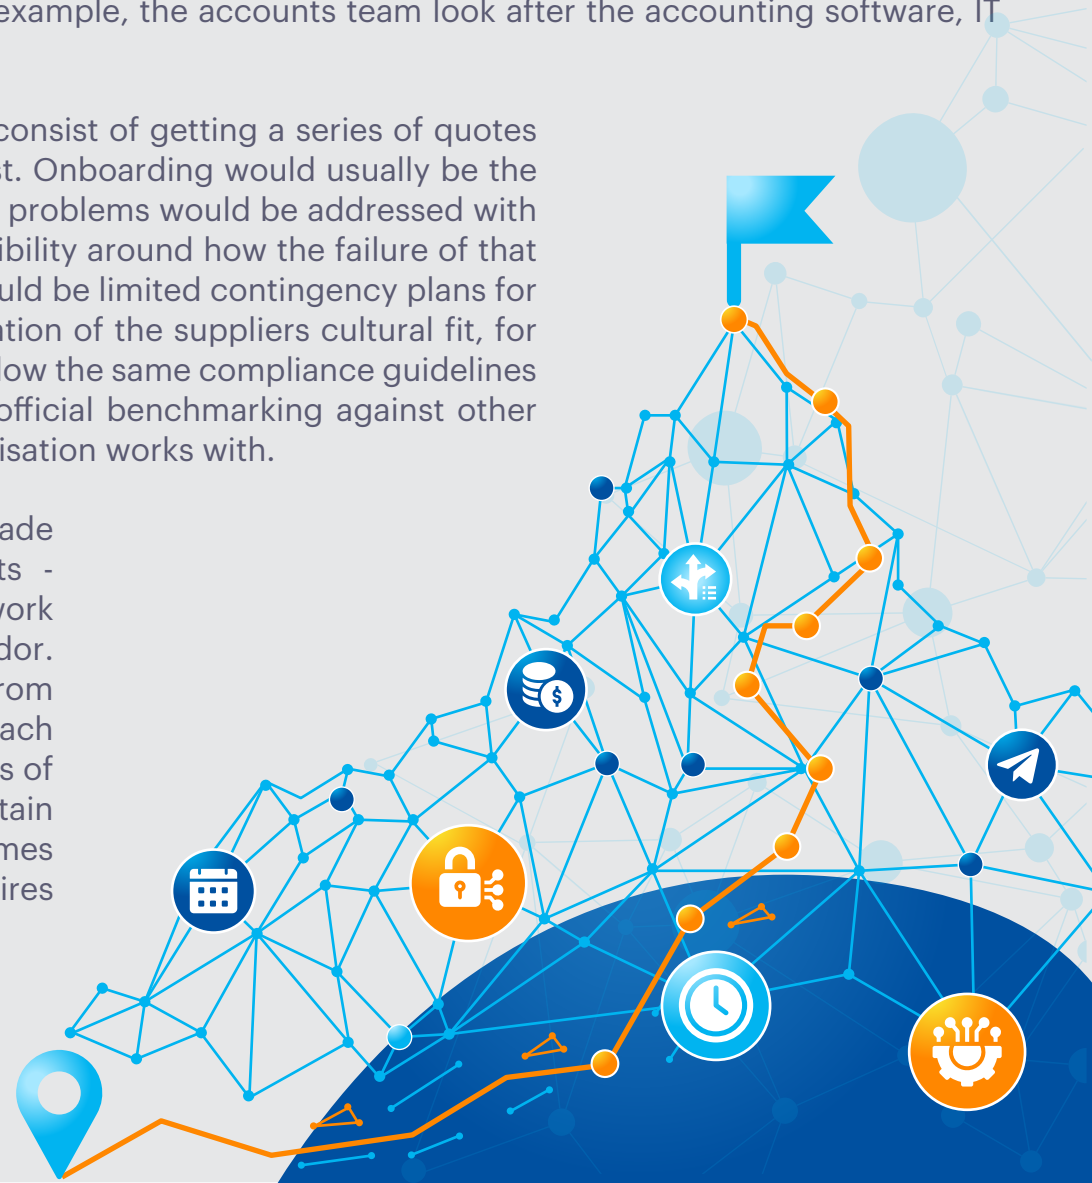 example, the accounts team look after the accounting software, IT
consist of getting a series of quotes
st. Onboarding would usually be the
problems would be addressed with
ibility around how the failure of that
uld be limited contingency plans for
ation of the suppliers cultural fit, for
low the same compliance guidelines
official benchmarking against other
isation works with.
ade
ts -
work
dor.
rom
ach
s of
tain
mes
ires
$